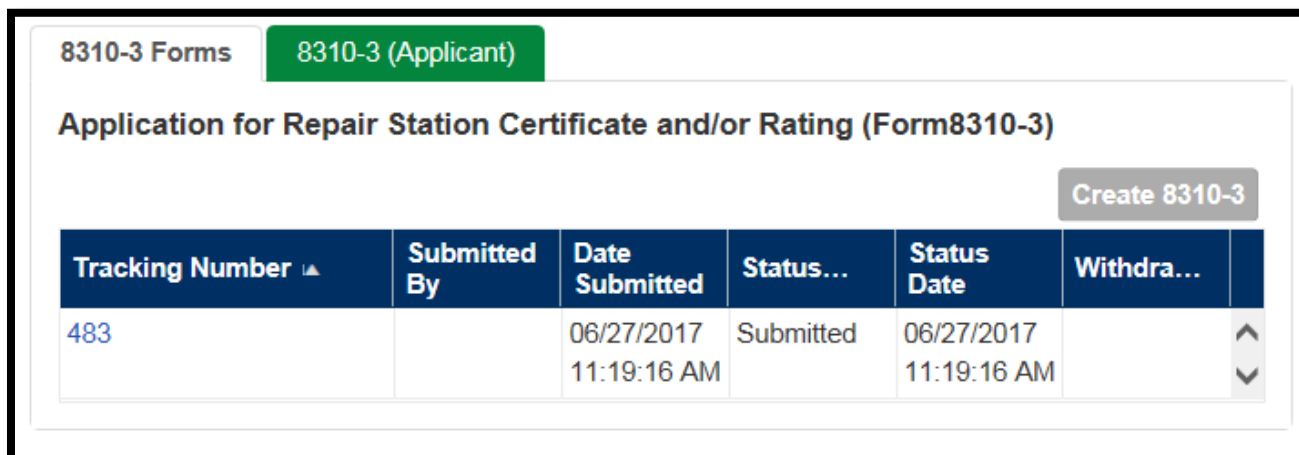 8310-3 Forms 8310-3 (Applicant)
Application for Repair Station Certificate and/or Rating (Form8310-3)
Create 8310-3
Tracking Number Submitted By Date Submitted Status... Status Date Withdra...
483 06/27/2017 11:19:16 AM Submitted 06/27/2017 11:19:16 AM